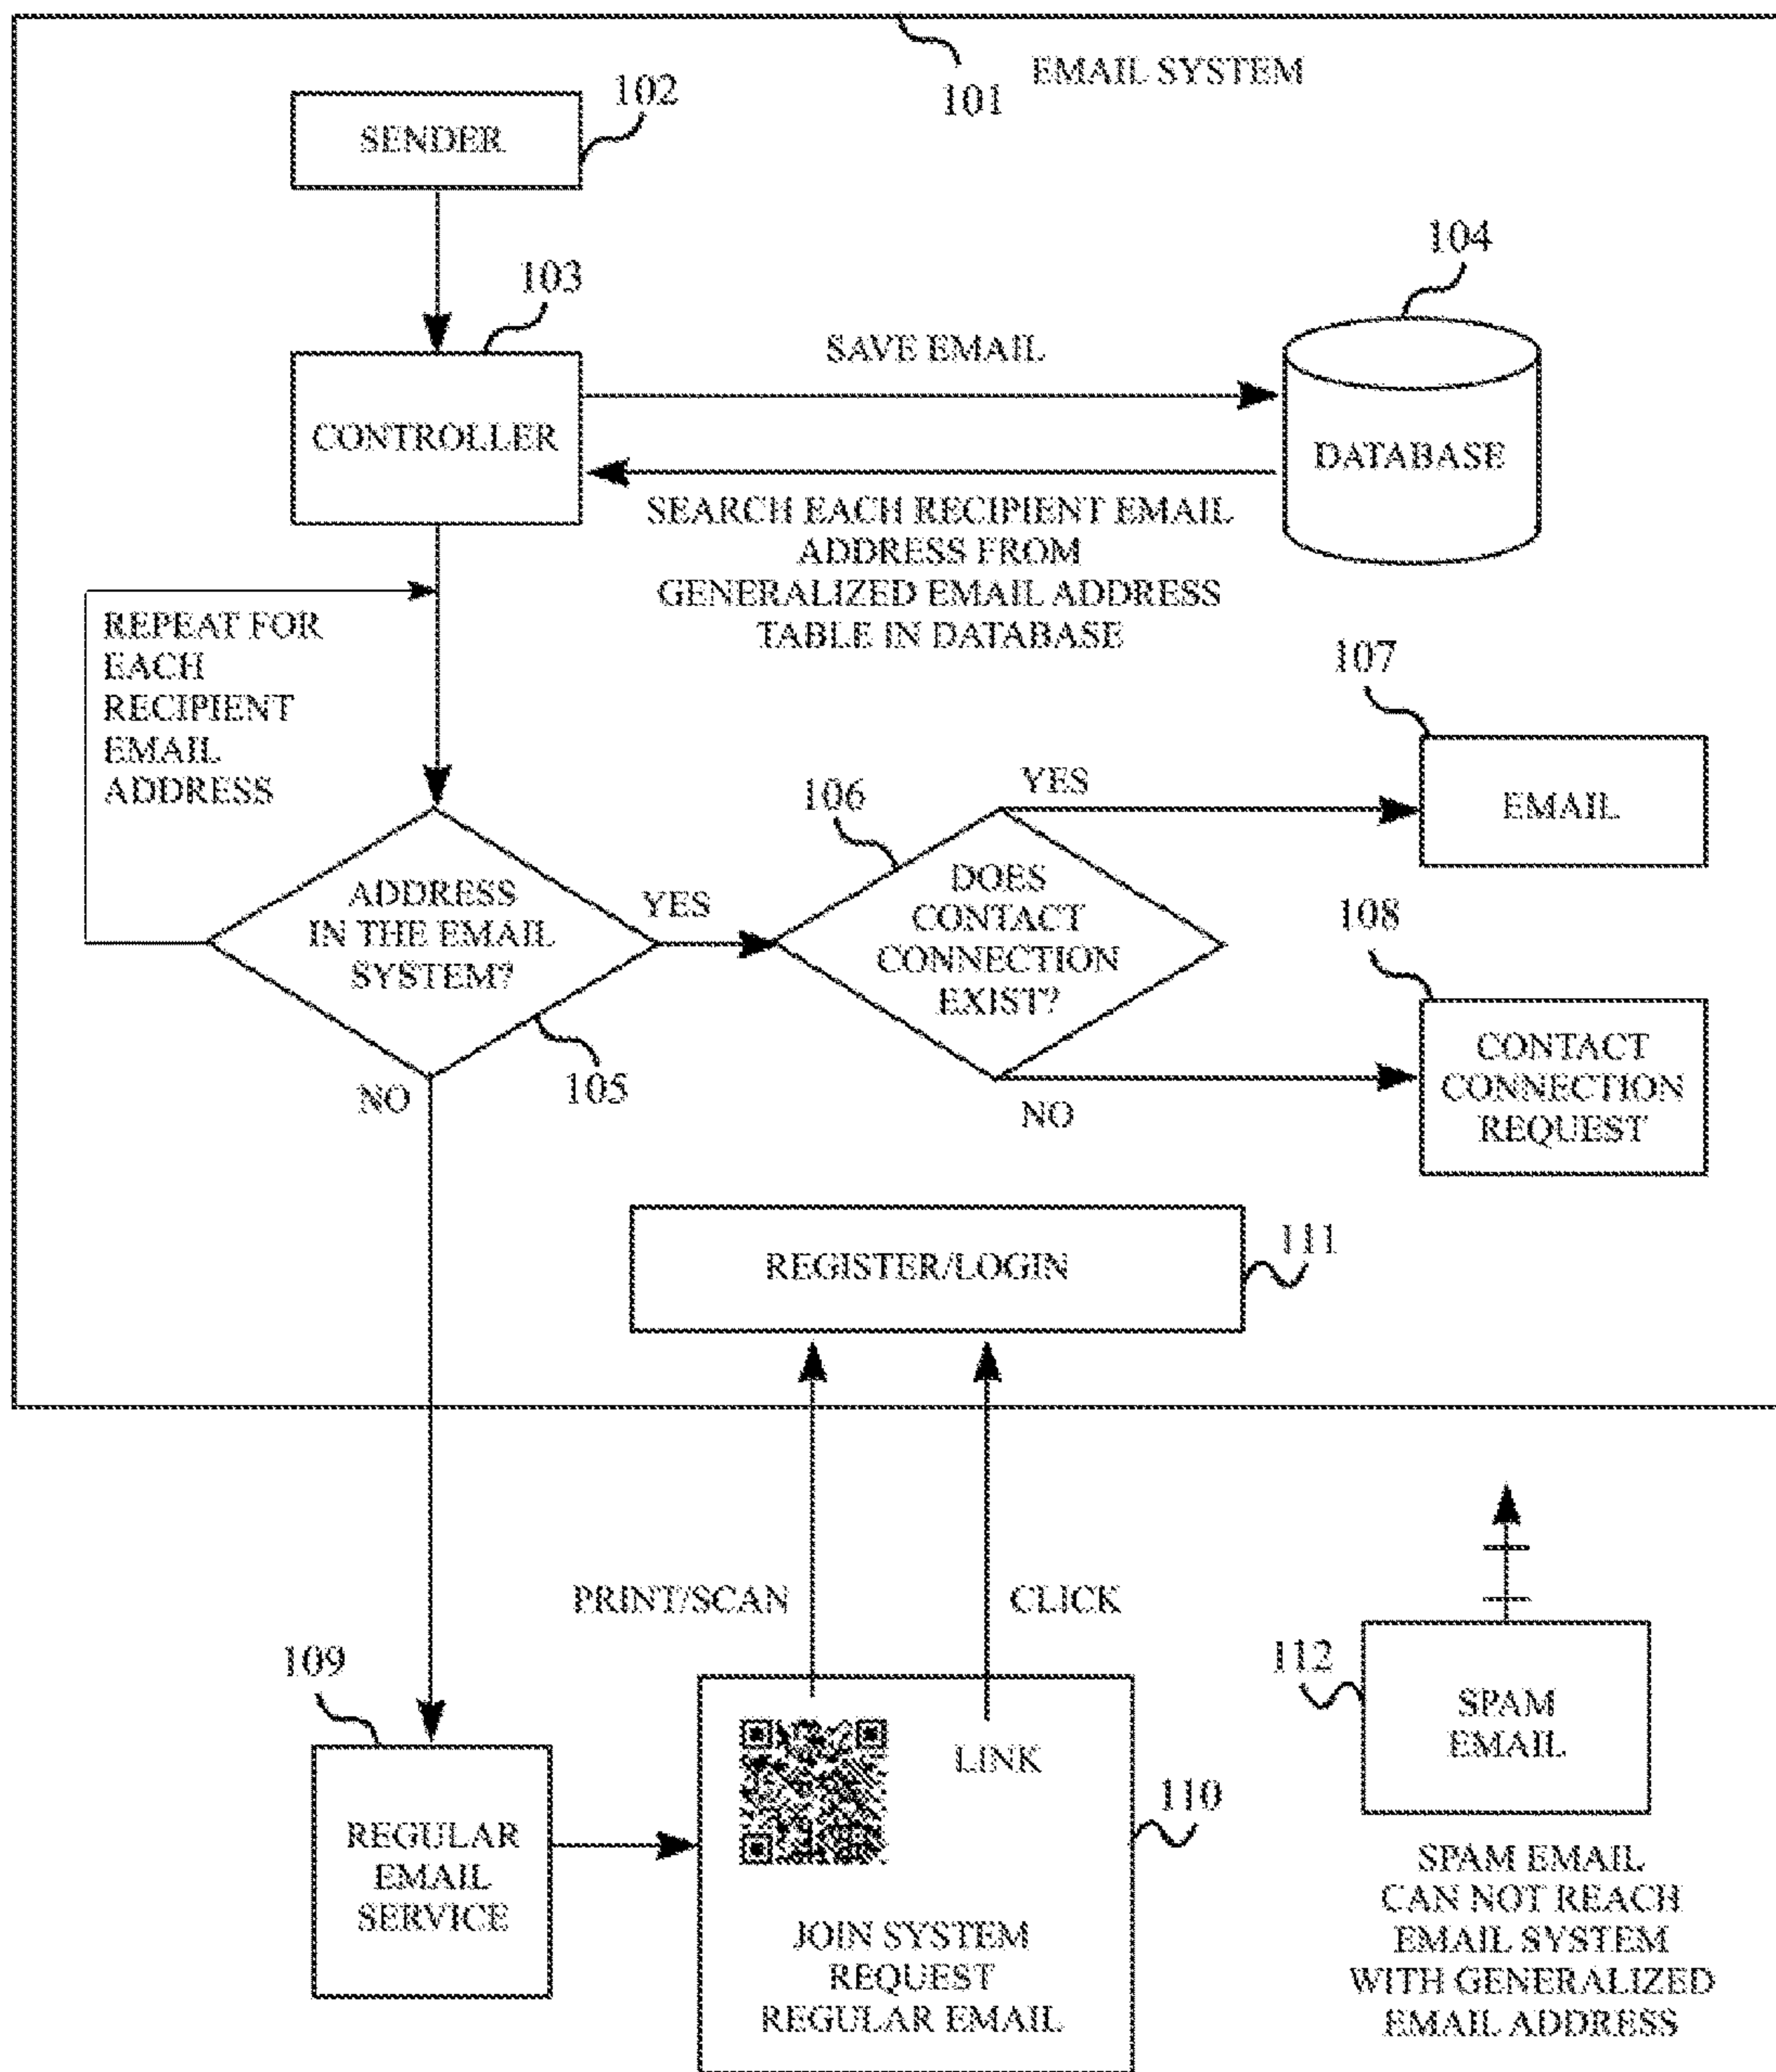 EMAIL SYSTEM
101
102
SENDER
103
104
SAVE EMAIL
CONTROLLER
DATABASE
SEARCH EACH RECIPIENT EMAIL
ADDRESS FROM
GENERALIZED EMAIL ADDRESS
TABLE IN DATABASE
REPEAT FOR
EACH
RECIPIENT
EMAIL
ADDRESS
107
106
YES
EMAIL
ADDRESS
IN THE EMAIL
SYSTEM?
YES
DOES
CONTACT
CONNECTION
EXIST?
108
NO
105
NO
CONTACT
CONNECTION
REQUEST
REGISTER/LOGIN
111
PRINT/SCAN
CLICK
109
112
SPAM
EMAIL
LINK
110
REGULAR
EMAIL
SERVICE
JOIN SYSTEM
REQUEST
REGULAR EMAIL
SPAM EMAIL
CAN NOT REACH
EMAIL SYSTEM
WITH GENERALIZED
EMAIL ADDRESS